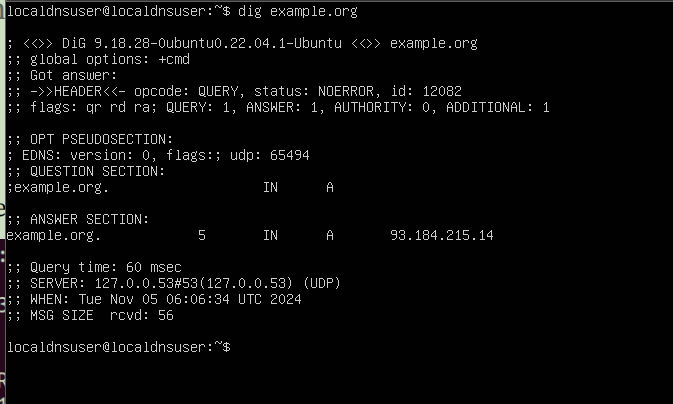 localdnsuser@localdnsuser:~$ dig example.org
; <<>> DiG 9.18.28-0ubuntu0.22.04.1-Ubuntu <<>> example.org
;; global options: +cmd
;; Got answer:
;; ->>HEADER<<- opcode: QUERY, status: NOERROR, id: 12082
;; flags: qr rd ra; QUERY: 1, ANSWER: 1, AUTHORITY: 0, ADDITIONAL: 1
;; OPT PSEUDOSECTION:
; EDNS: version: 0, flags:; udp: 65494
;; QUESTION SECTION:
;example.org. IN A
;; ANSWER SECTION:
example.org. 5 IN A 93.184.215.14
;; Query time: 60 msec
;; SERVER: 127.0.0.53#53(127.0.0.53) (UDP)
;; WHEN: Tue Nov 05 06:06:34 UTC 2024
;; MSG SIZE rcvd: 56
localdnsuser@localdnsuser:~$